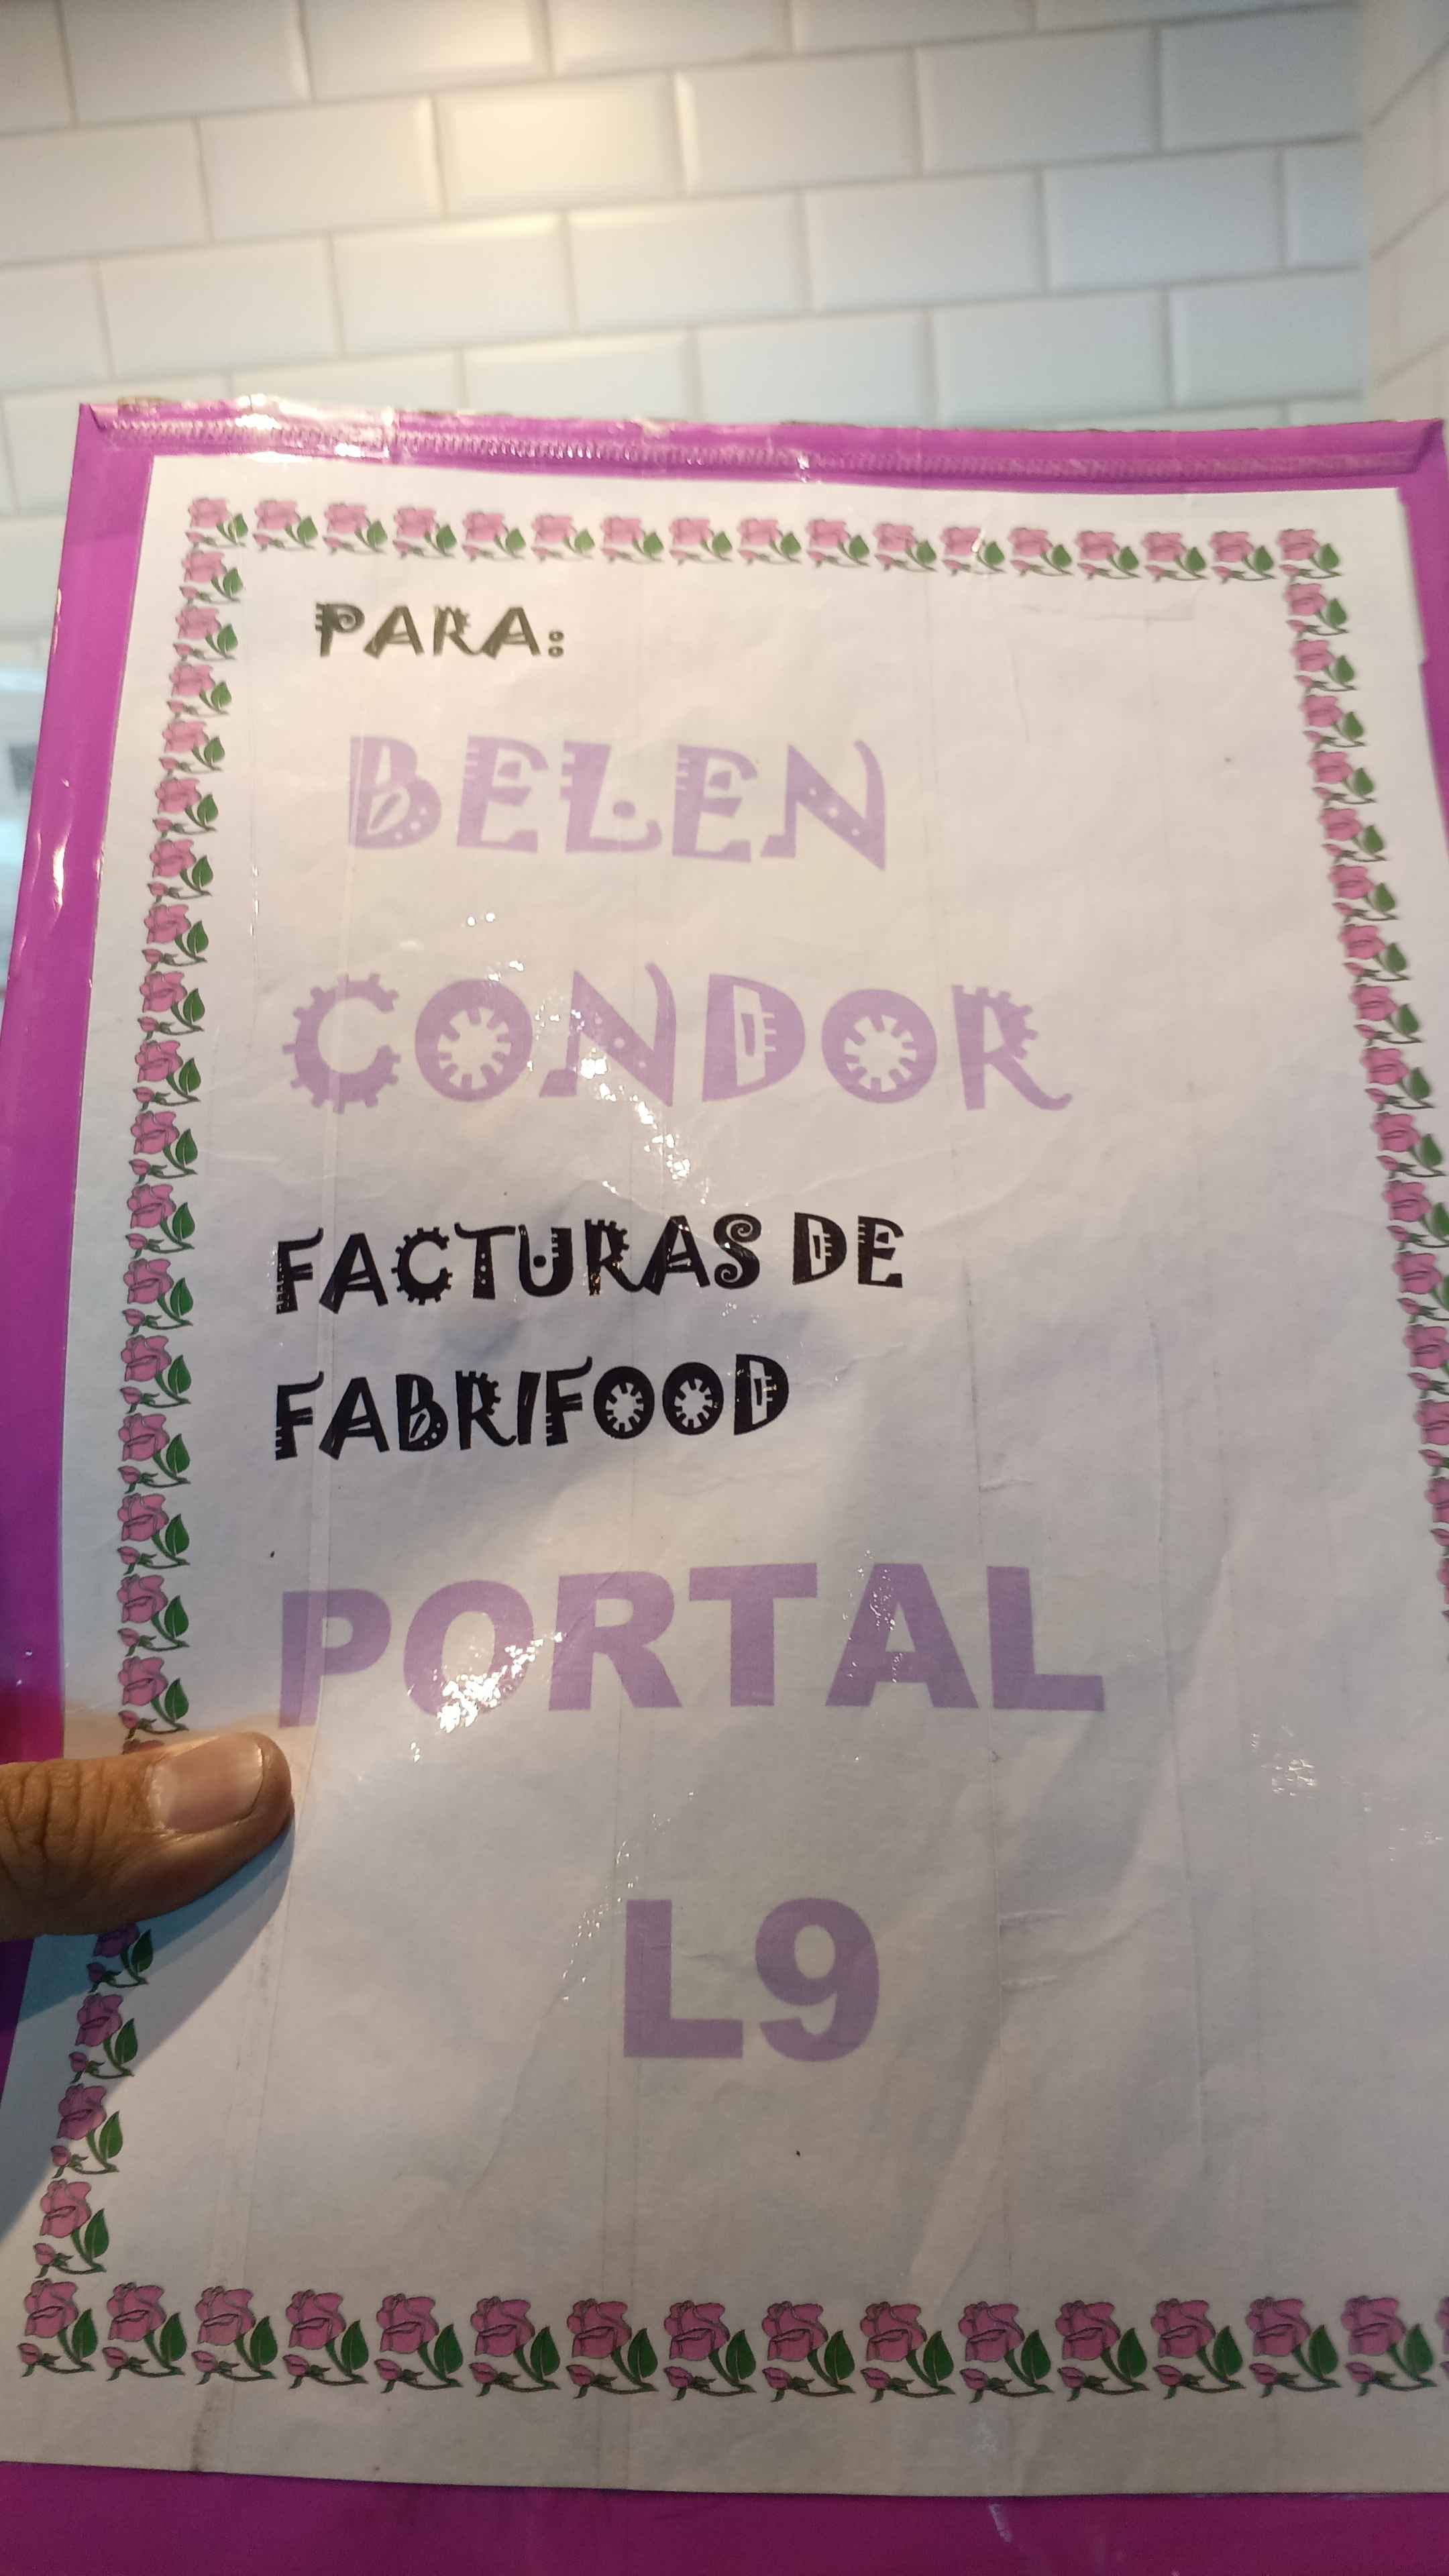 PARA:
BELEN
CONDOR
FACTURAS DE
FABRIFOOD
PORTAL
L9